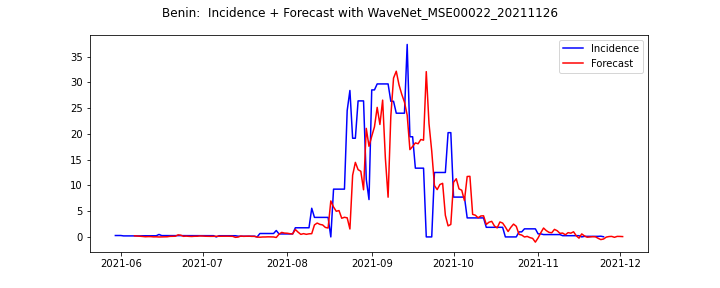 Benin:  Incidence + Forecast with WaveNet_MSE00022_20211126
Incidence
Forecast
35
30
25
20
15
10
5
0
2021-06 2021-07 2021-08 2021-09 2021-10 2021-11 2021-12